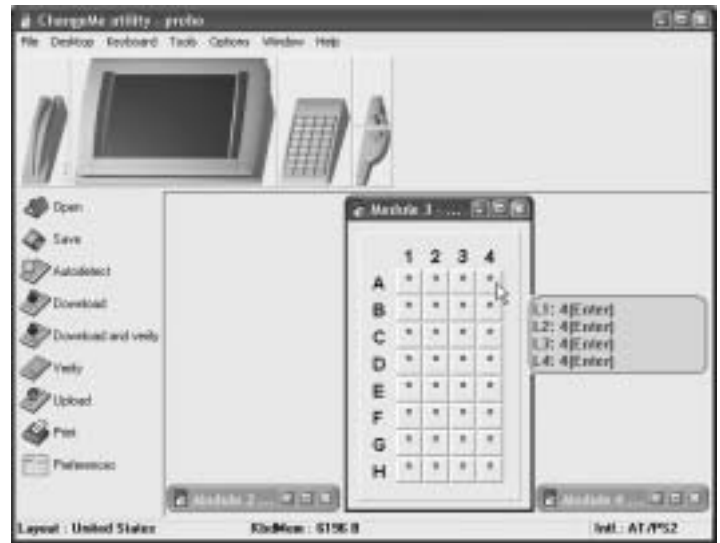 ChangeMe utility - probo
File Desktop Keyboard Tools Options Window Help
Open
Save
Autodetect
Download
Download and verify
Verify
Upload
Print
Preferences
Module 3 - ...
1 2 3 4
A * * * *
B * * * *
C * * * *
D * * * *
E * * * *
F * * * *
G * * * *
H * * * *
L1: 4[Enter]
L2: 4[Enter]
L3: 4[Enter]
L4: 4[Enter]
Module 2 ...
Module 4 ...
Layout : United States KbdMem : 6196 B Intf.: AT/PS2